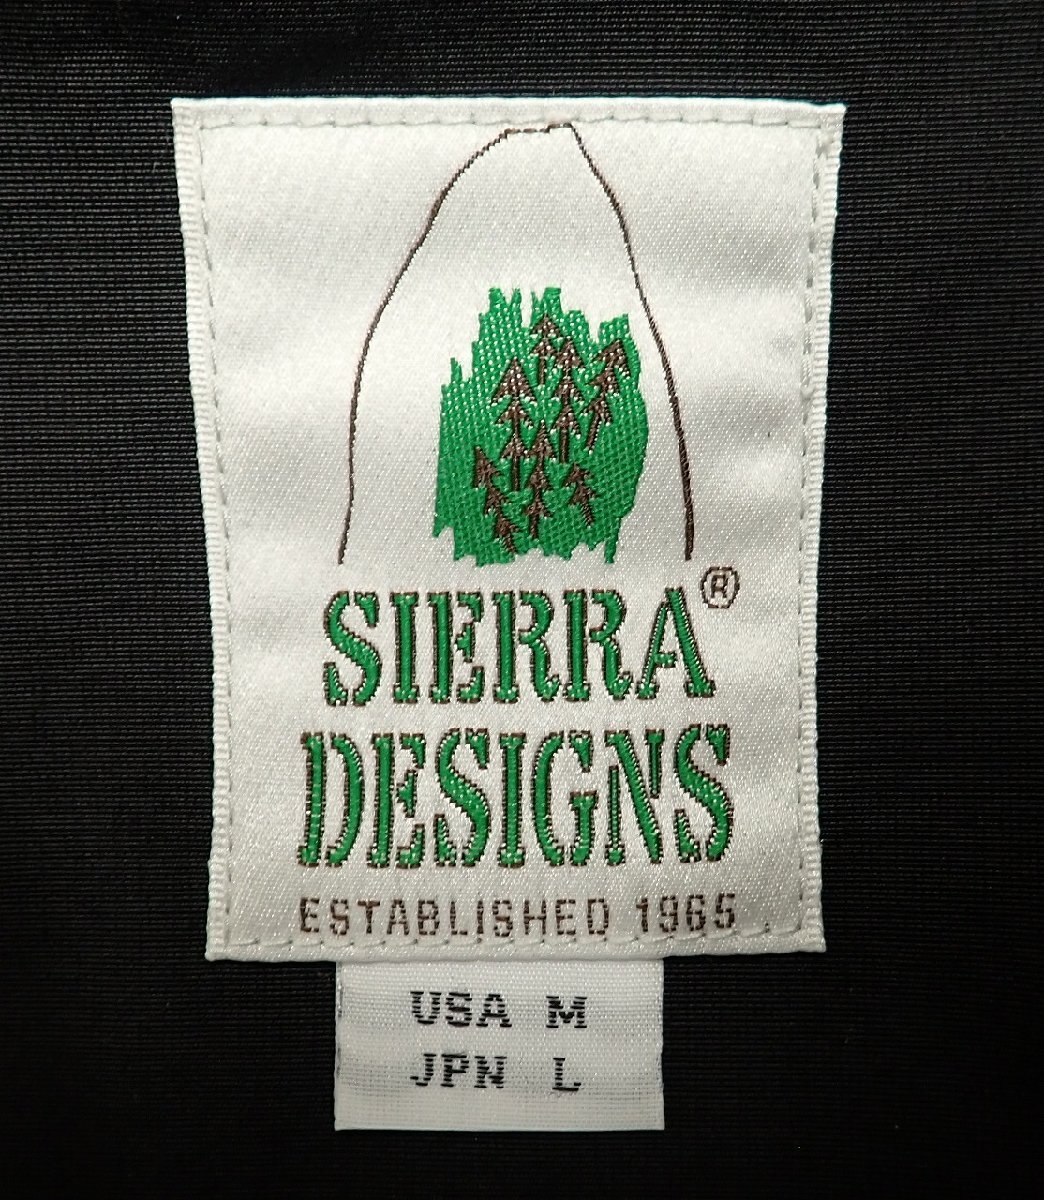 SIERRA®
DESIGNS
ESTABLISHED 1965
USA M
JPN L